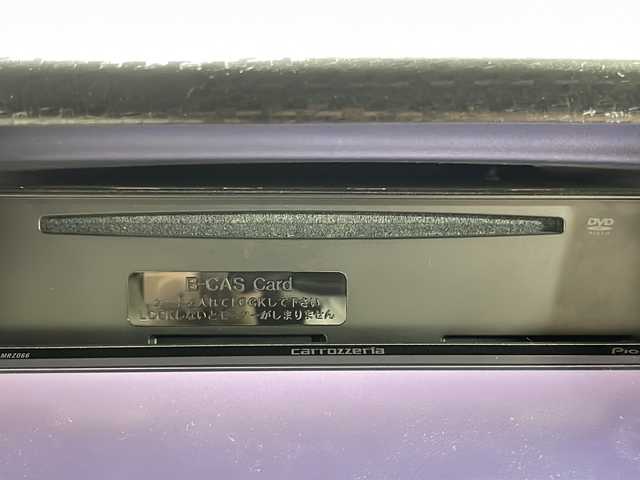 DVD
VIDEO
B-CAS Card
カードを入れてLOCKして下さい
LOCKしないとモニターがしまりません
MRZ066
carrozzeria
Pio